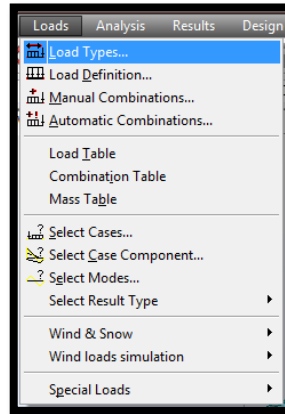 Loads Analysis Results Design
Load Types...
Load Definition...
Manual Combinations...
Automatic Combinations...
Load Table
Combination Table
Mass Table
Select Cases...
Select Case Component...
Select Modes...
Select Result Type
Wind & Snow
Wind loads simulation
Special Loads